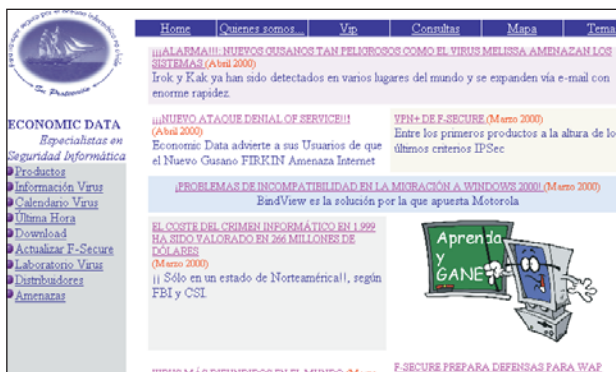 Home Quienes somos... Vip Consultas Mapa Tema
¡¡¡ALARMA!!!: NUEVOS GUSANOS TAN PELIGROSOS COMO EL VIRUS MELISSA AMENAZAN LOS
SISTEMAS (Abril 2000)
Irok y Kak ya han sido detectados en varios lugares del mundo y se expanden vía e-mail con
enorme rapidez.
Su Protección
ECONOMIC DATA
Especialistas en
Seguridad Informática
Productos
Información Virus
Calendario Virus
Última Hora
Download
Actualizar F-Secure
Laboratorio Virus
Distribuidores
Amenazas
¡¡¡NUEVO ATAQUE DENIAL OF SERVICE!!!
(Abril 2000)
Economic Data advierte a sus Usuarios de que
el Nuevo Gusano FIRKIN Amenaza Internet
VPN+ DE F-SECURE (Marzo 2000)
Entre los primeros productos a la altura de lo
últimos criterios IPSec
¡PROBLEMAS DE INCOMPATIBILIDAD EN LA MIGRACIÓN A WINDOWS 2000! (Marzo 2000)
BindView es la solución por la que apuesta Motorola
EL COSTE DEL CRIMEN INFORMÁTICO EN 1.999
HA SIDO VALORADO EN 266 MILLONES DE
DÓLARES
(Marzo 2000)
¡¡ Sólo en un estado de Norteamérica!!, según
FBI y CSI.
Aprenda
y
GANE
F-SECURE PREPARA DEFENSAS PARA WAP